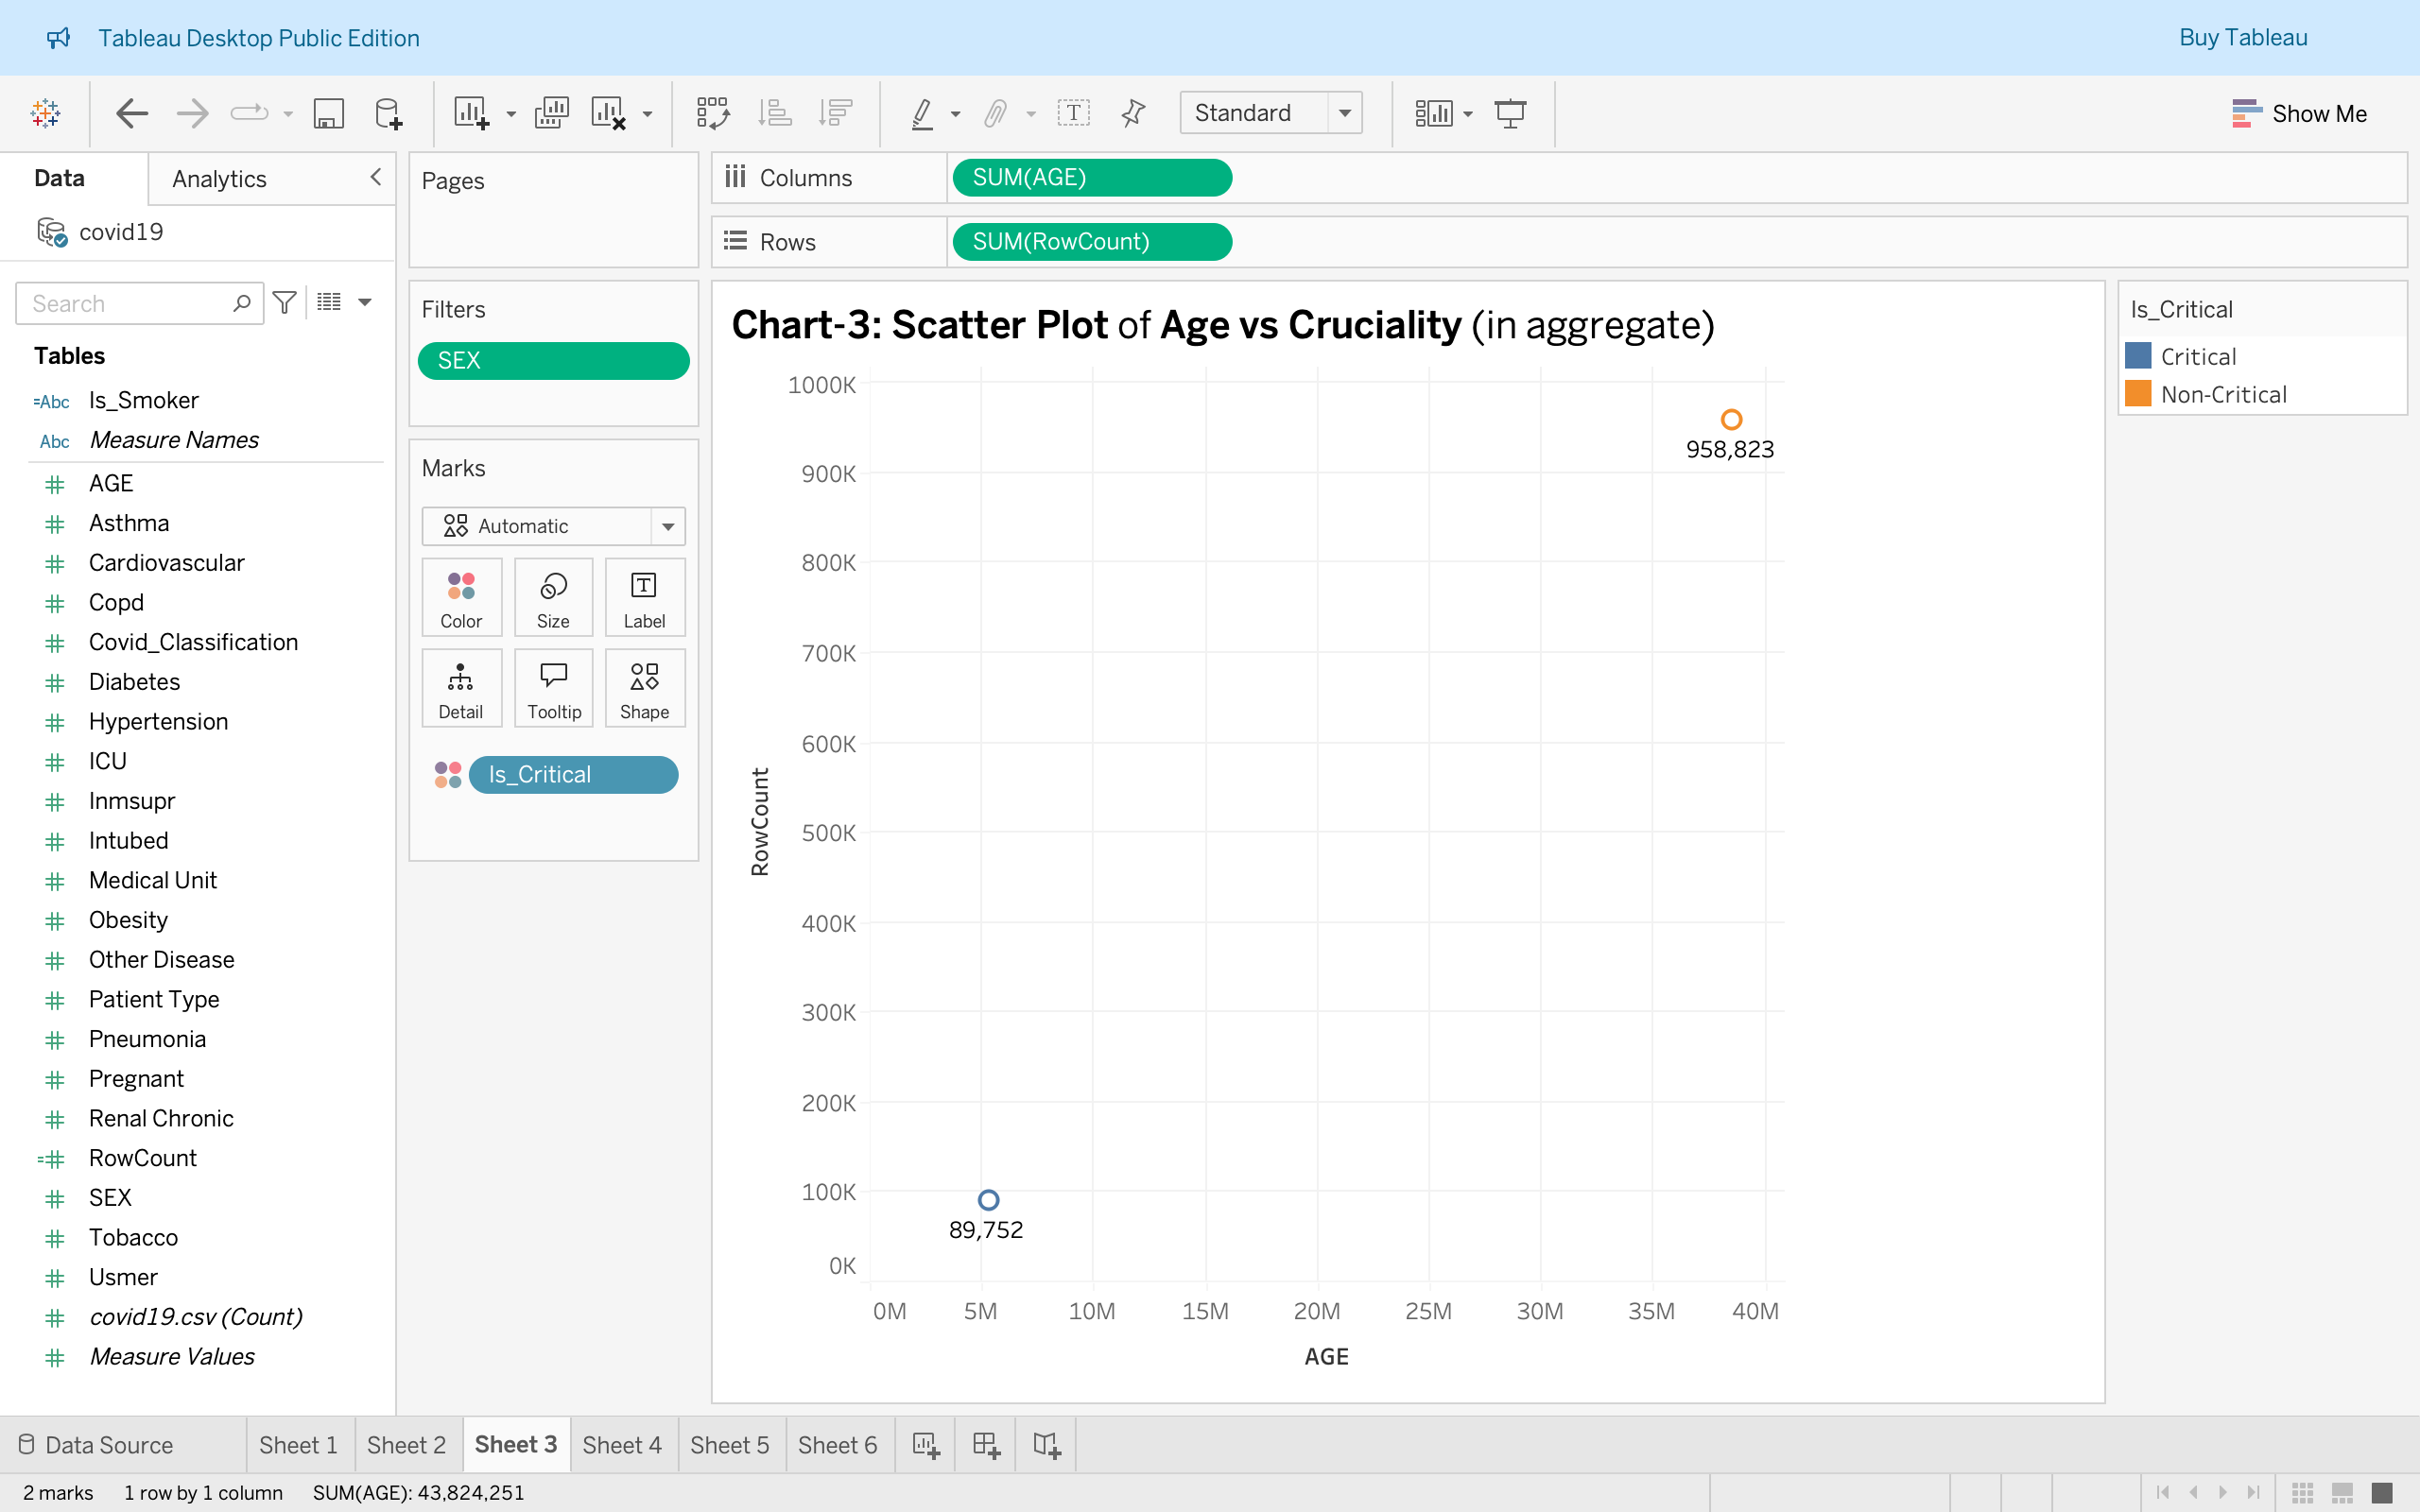 Tableau Desktop Public Edition
Buy Tableau
Standard
Show Me
Data
Analytics
covid19
Search
Tables
=Abc Is_Smoker
Abc Measure Names
AGE
Asthma
Cardiovascular
Copd
Covid_Classification
Diabetes
Hypertension
ICU
Inmsupr
Intubed
Medical Unit
Obesity
Other Disease
Patient Type
Pneumonia
Pregnant
Renal Chronic
RowCount
SEX
Tobacco
Usmer
covid19.csv (Count)
Measure Values
Pages
Filters
SEX
Marks
Automatic
Color
Size
Label
Detail
Tooltip
Shape
Is_Critical
Columns
SUM(AGE)
Rows
SUM(RowCount)
Chart-3: Scatter Plot of Age vs Cruciality (in aggregate)
1000K
900K
800K
700K
600K
500K
400K
300K
200K
100K
0K
RowCount
958,823
89,752
0M 5M 10M 15M 20M 25M 30M 35M 40M
AGE
Is_Critical
Critical
Non-Critical
Data Source
Sheet 1
Sheet 2
Sheet 3
Sheet 4
Sheet 5
Sheet 6
2 marks 1 row by 1 column SUM(AGE): 43,824,251